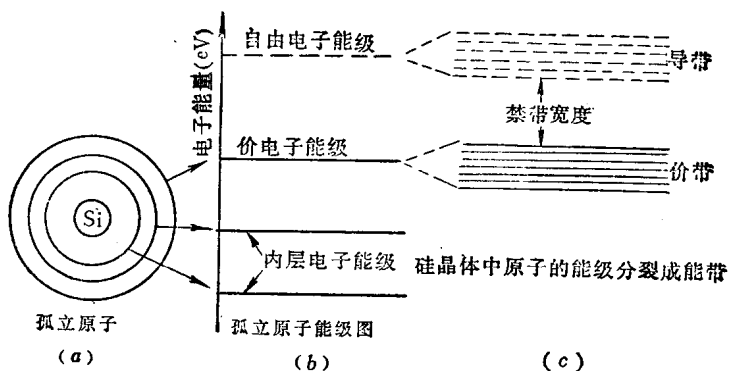 自由电子能级
导带
电子能量(eV)
禁带宽度
价电子能级
价带
Si
内层电子能级
硅晶体中原子的能级分裂成能带
孤立原子
孤立原子能级图
(a)
(b)
(c)